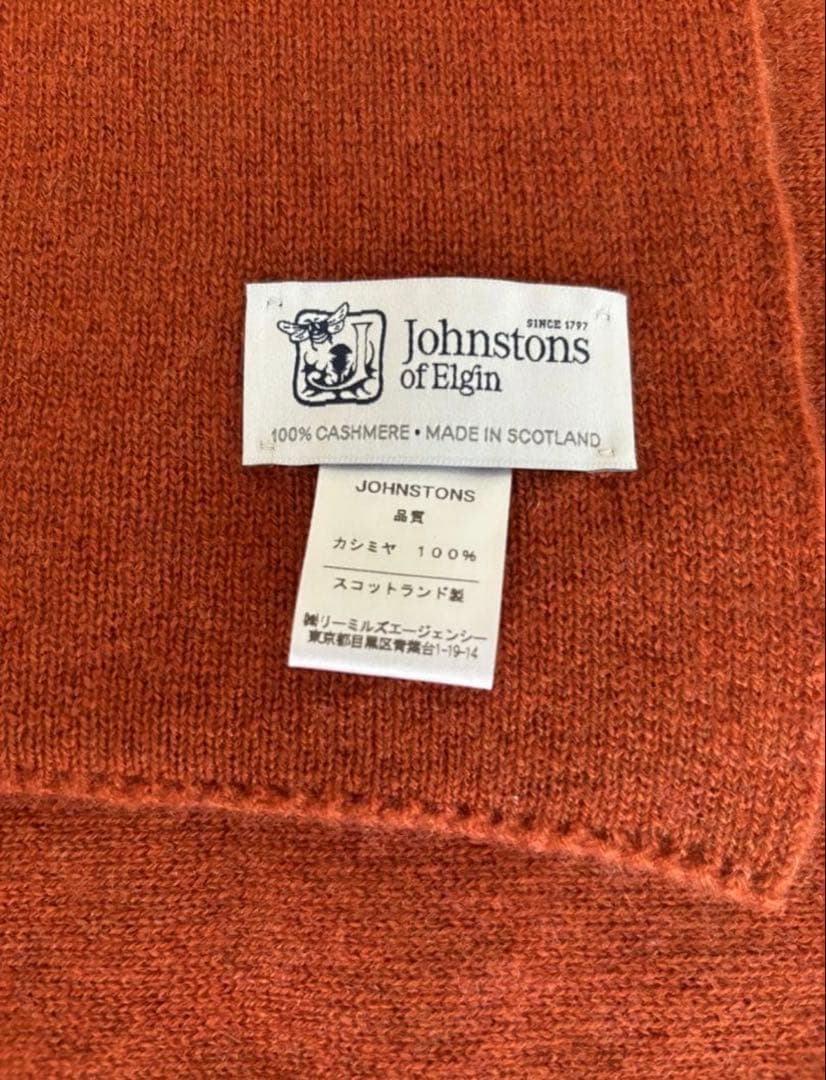 SINCE 1797
Johnstons
of Elgin
100% CASHMERE • MADE IN SCOTLAND
JOHNSTONS
品質
カシミヤ １００％
スコットランド製
㈱リーミルズエージェンシー
東京都目黒区青葉台1-19-14